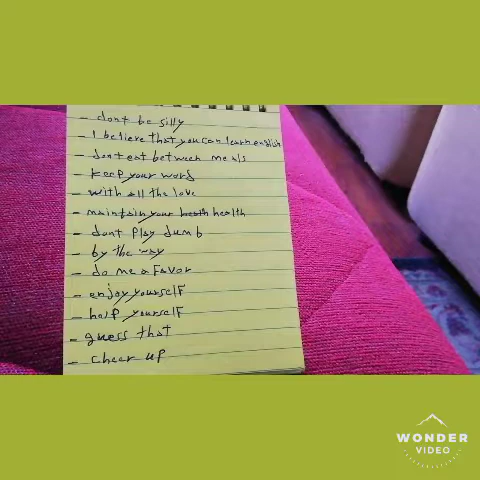 - dont be silly
- I believe that you can learn english
- dont eat between meals
- keep your word
- with all the love
- maintain your health
- dont play dumb
- by the way
- do me a favor
- enjoy yourself
- help yourself
- guess that
- cheer up
WONDER
VIDEO